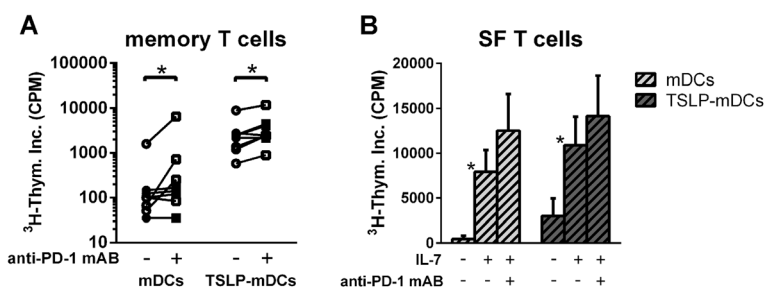 A
memory T cells
³H-Thym. Inc. (CPM)
100000
10000
1000
100
10
* *
anti-PD-1 mAB - + - +
mDCs TSLP-mDCs
B
SF T cells
³H-Thym. Inc. (CPM)
20000
15000
10000
5000
0
* *
mDCs
TSLP-mDCs
IL-7 - + + - + +
anti-PD-1 mAB - - + - - +